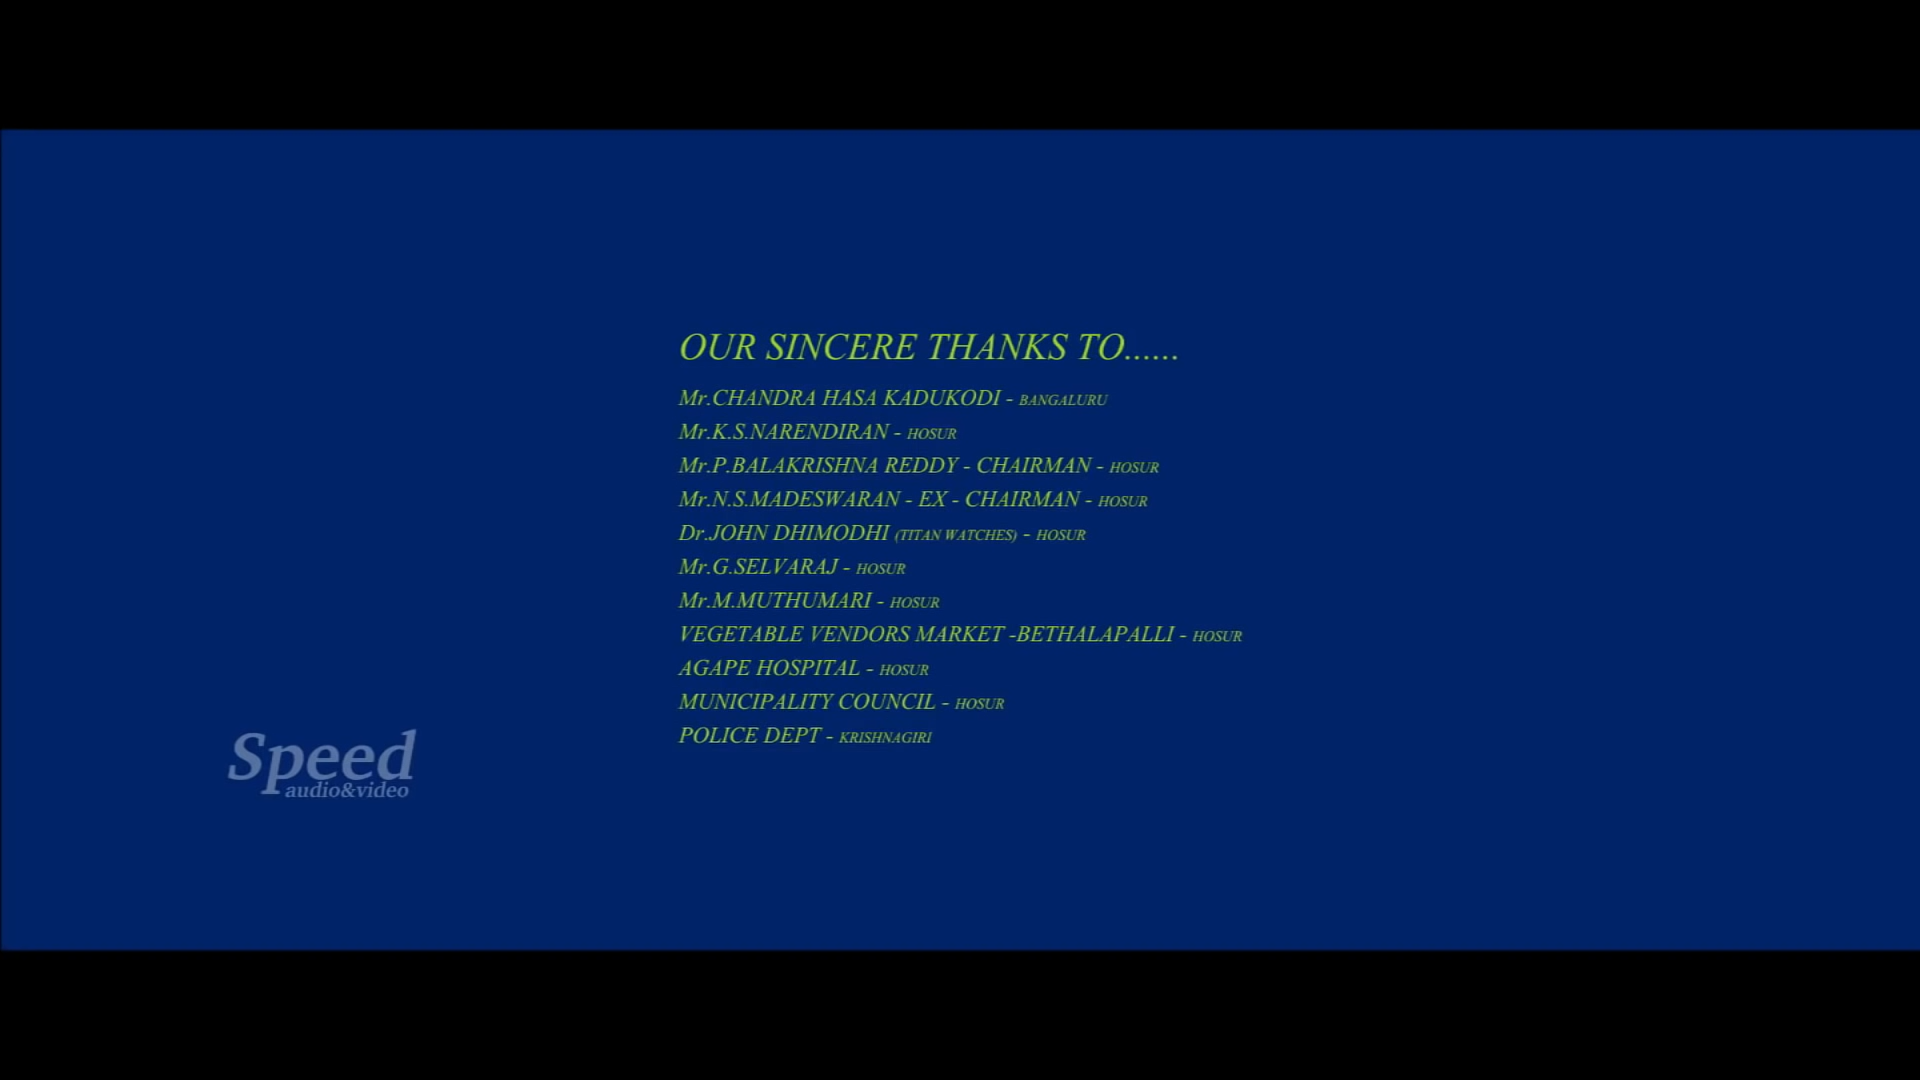 OUR SINCERE THANKS TO......
Mr.CHANDRA HASA KADUKODI - BANGALURU
Mr.K.S.NARENDIRAN - HOSUR
Mr.P.BALAKRISHNA REDDY - CHAIRMAN - HOSUR
Mr.N.S.MADESWARAN - EX - CHAIRMAN - HOSUR
Dr.JOHN DHIMODHI (TITAN WATCHES) - HOSUR
Mr.G.SELVARAJ - HOSUR
Mr.M.MUTHUMARI - HOSUR
VEGETABLE VENDORS MARKET -BETHALAPALLI - HOSUR
AGAPE HOSPITAL - HOSUR
MUNICIPALITY COUNCIL - HOSUR
POLICE DEPT - KRISHNAGIRI
Speed
audio&video